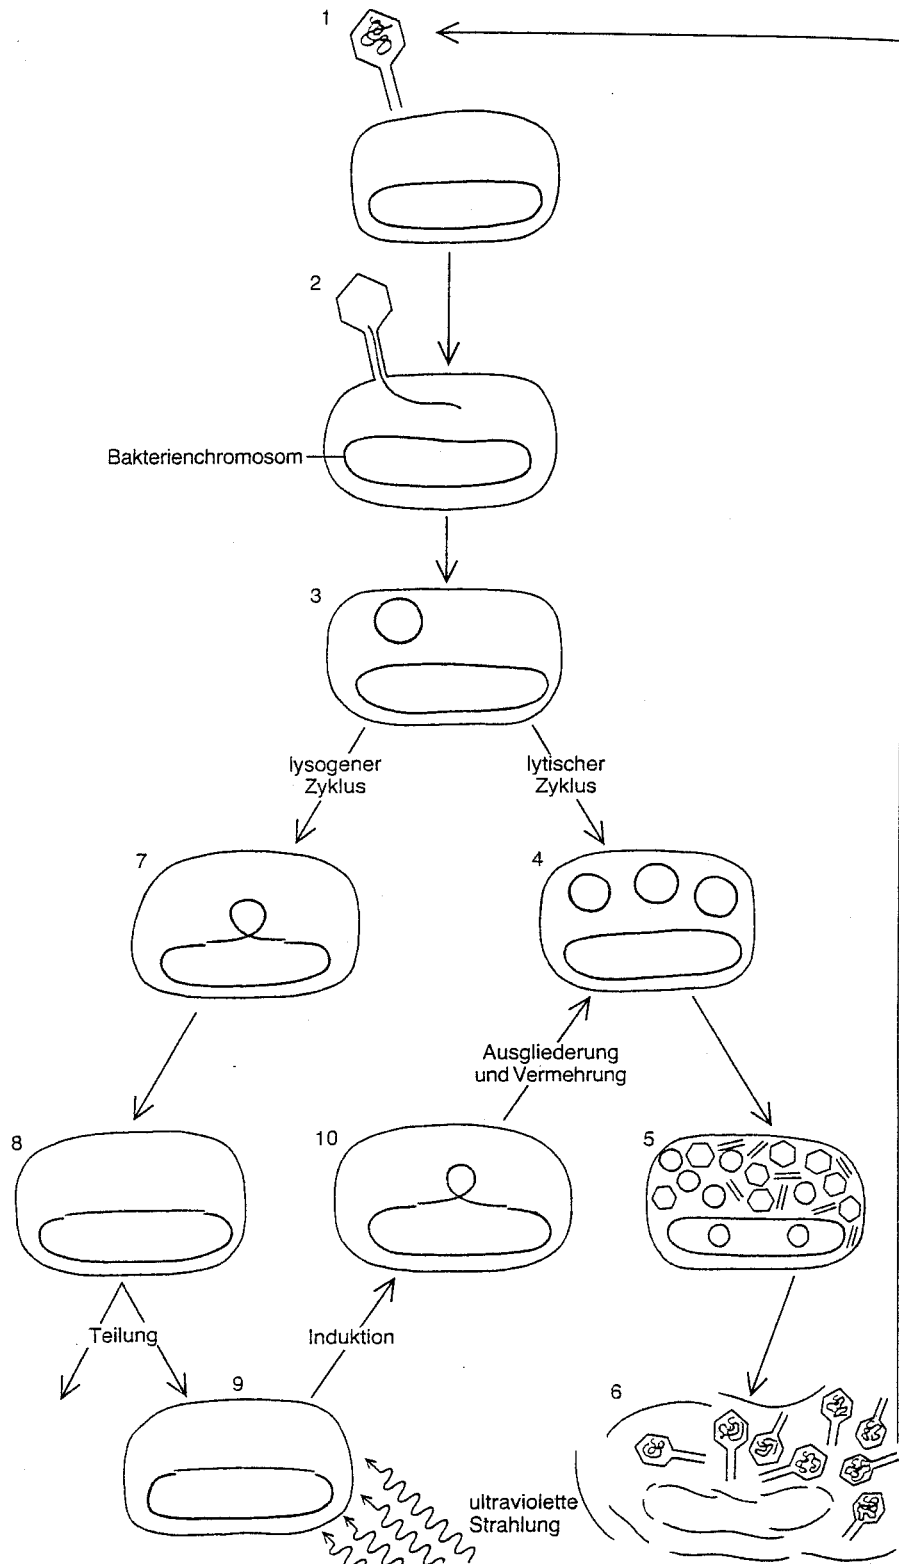 1
2
Bakterienchromosom
3
lysogener
Zyklus
lytischer
Zyklus
7
4
Ausgliederung
und Vermehrung
8
10
5
Teilung
Induktion
9
6
ultraviolette
Strahlung